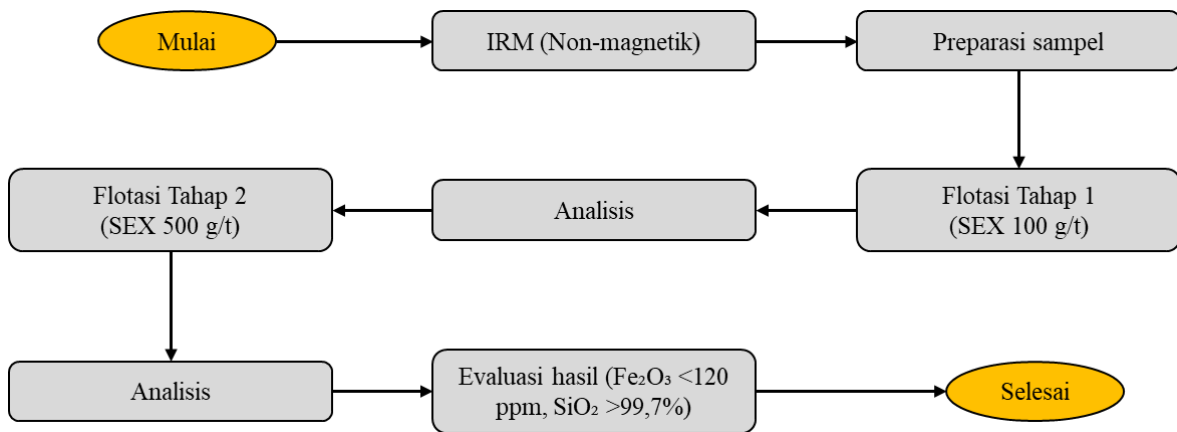 Mulai
IRM (Non-magnetik)
Preparasi sampel
Flotasi Tahap 1
(SEX 100 g/t)
Analisis
Flotasi Tahap 2
(SEX 500 g/t)
Analisis
Evaluasi hasil (Fe₂O₃ <120
ppm, SiO₂ >99,7%)
Selesai